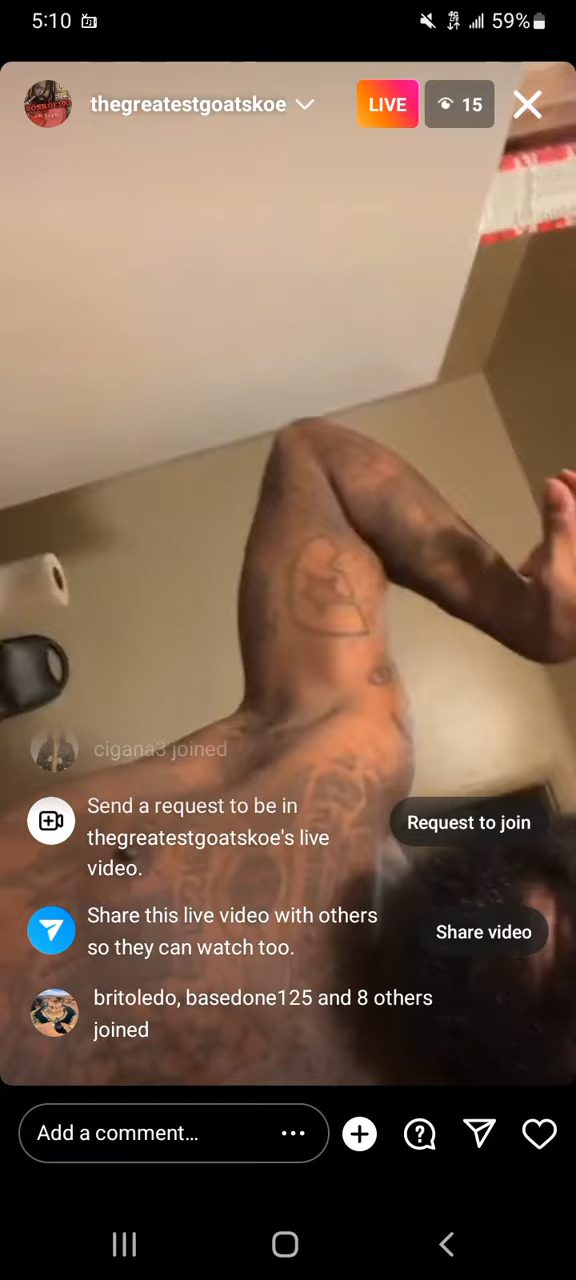 5:10
4G
59%
thegreatestgoatskoe
LIVE
15
cigana3 joined
Send a request to be in
thegreatestgoatskoe's live
video.
Request to join
Share this live video with others
so they can watch too.
Share video
britoledo, basedone125 and 8 others
joined
Add a comment...